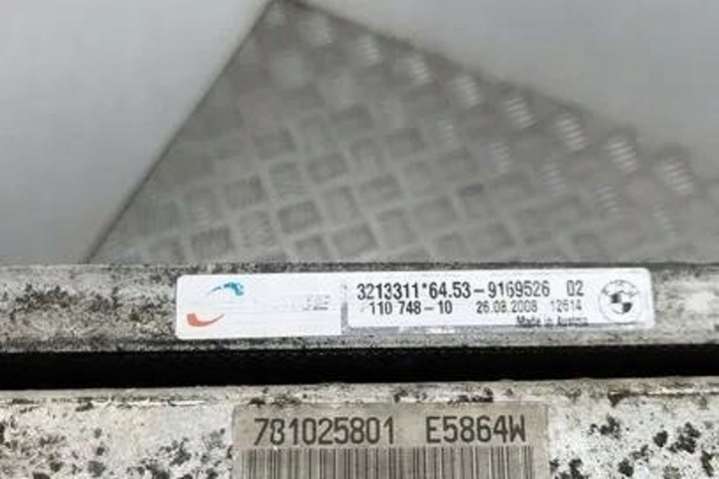 3213311*64.53-9169526 02
110 748-10 26.08.2008 12614
Made in Austria
781025801 E5864W